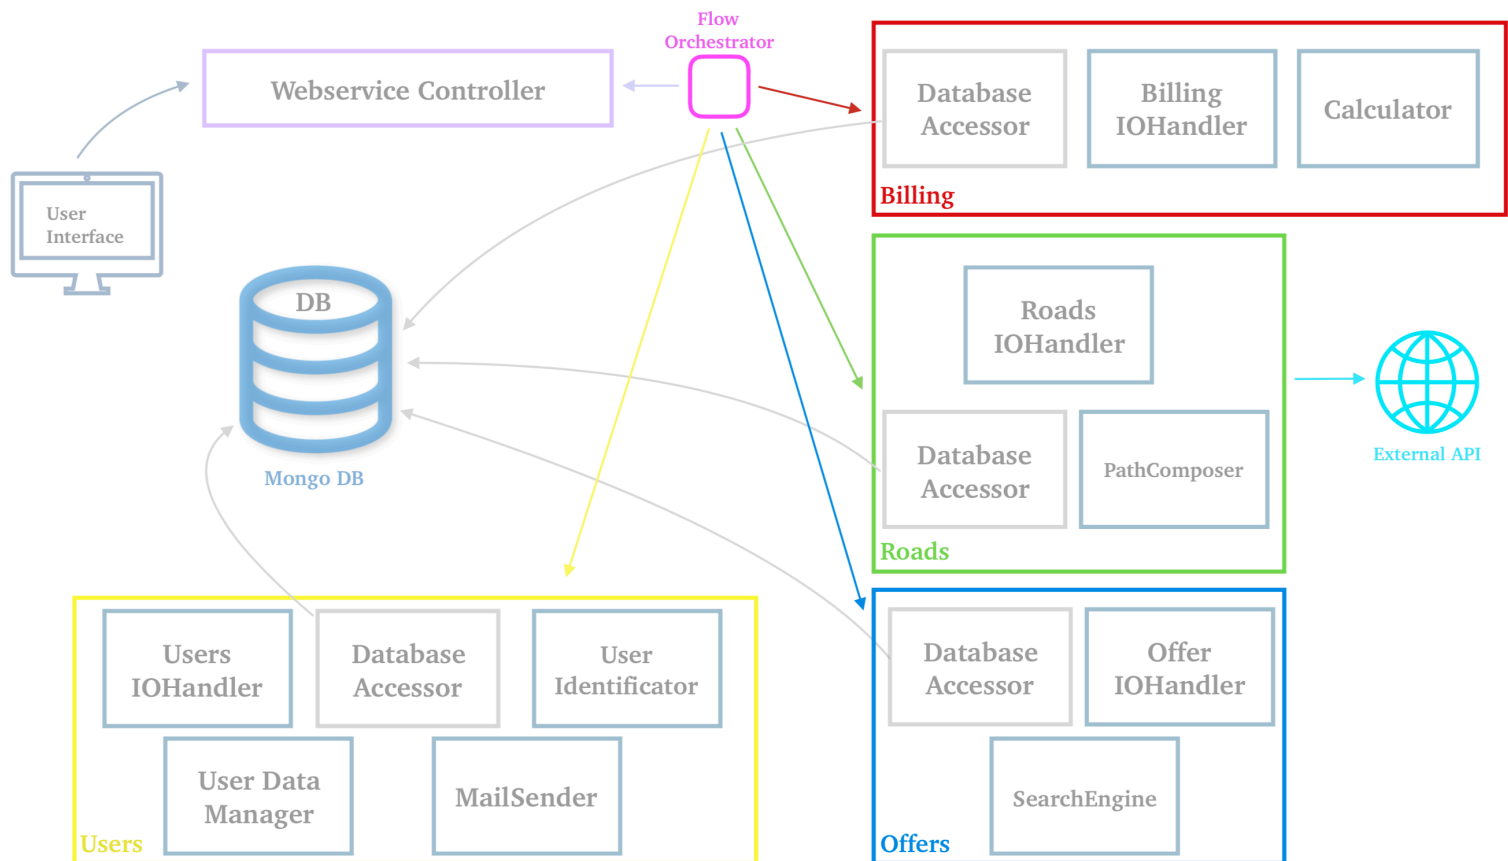 Flow
Orchestrator
Webservice Controller
Database
Accessor
Billing
IOHandler
Calculator
Billing
User
Interface
DB
Mongo DB
Roads
IOHandler
Database
Accessor
PathComposer
Roads
External API
Users
IOHandler
Database
Accessor
User
Identificator
User Data
Manager
MailSender
Users
Database
Accessor
Offer
IOHandler
SearchEngine
Offers